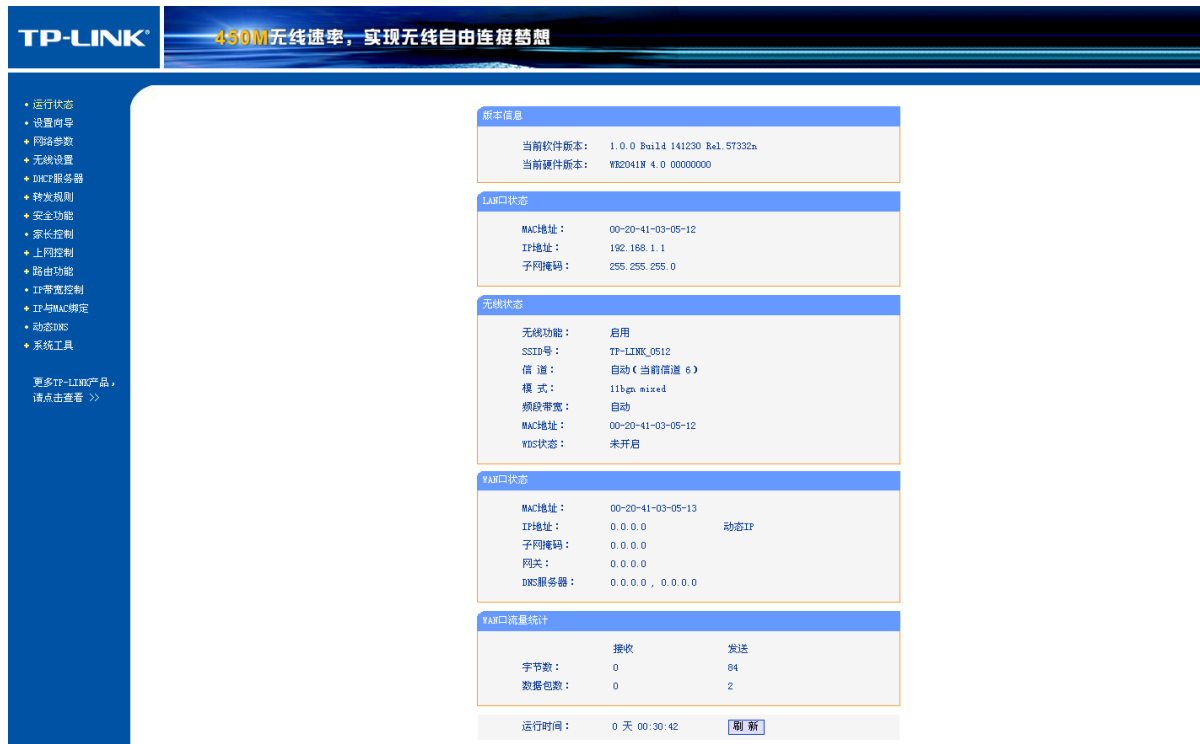 TP-LINK®
450M无线速率，实现无线自由连接梦想
• 运行状态
• 设置向导
+ 网络参数
+ 无线设置
+ DHCP服务器
+ 转发规则
+ 安全功能
• 家长控制
+ 上网控制
+ 路由功能
• IP带宽控制
+ IP与MAC绑定
• 动态DNS
+ 系统工具
更多TP-LINK产品，
请点击查看 >>
版本信息
当前软件版本： 1.0.0 Build 141230 Rel.57332n
当前硬件版本： WR2041N 4.0 00000000
LAN口状态
MAC地址： 00-20-41-03-05-12
IP地址： 192.168.1.1
子网掩码： 255.255.255.0
无线状态
无线功能： 启用
SSID号： TP-LINK_0512
信 道： 自动（当前信道 6）
模 式： 11bgn mixed
频段带宽： 自动
MAC地址： 00-20-41-03-05-12
WDS状态： 未开启
WAN口状态
MAC地址： 00-20-41-03-05-13
IP地址： 0.0.0.0 动态IP
子网掩码： 0.0.0.0
网关： 0.0.0.0
DNS服务器： 0.0.0.0 , 0.0.0.0
WAN口流量统计
接收 发送
字节数： 0 84
数据包数： 0 2
运行时间： 0 天 00:30:42 刷 新